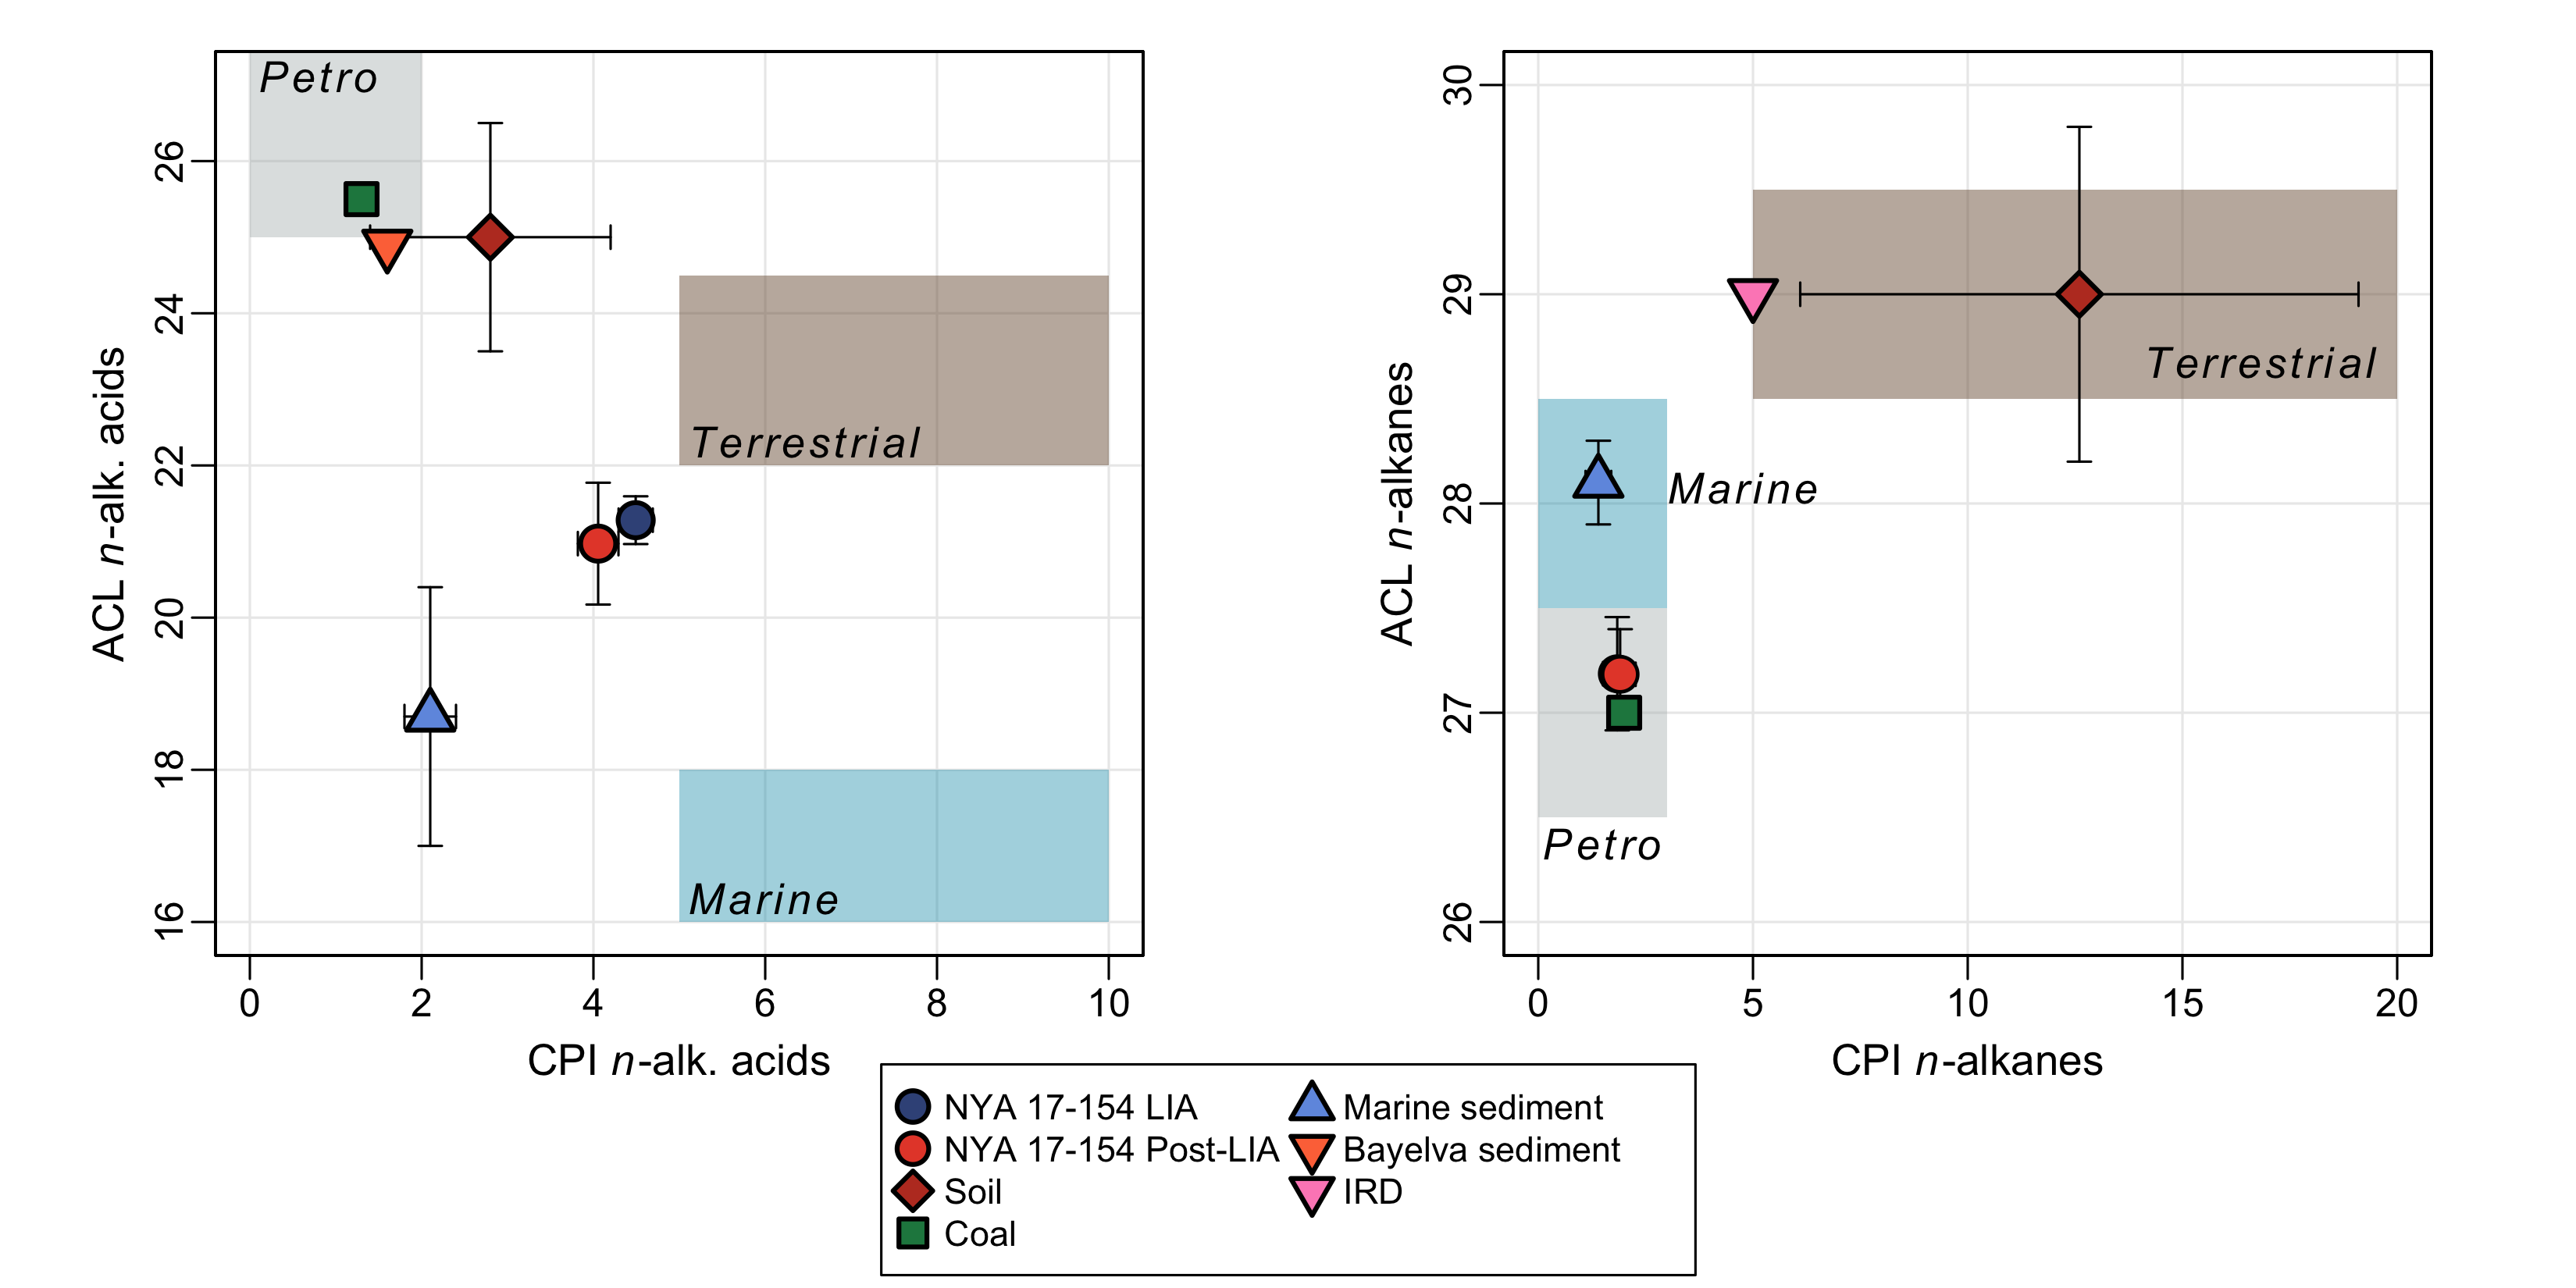 Petro
Terrestrial
Marine
26
24
22
20
18
16
ACL n-alk. acids
0 2 4 6 8 10
CPI n-alk. acids
Terrestrial
Marine
Petro
30
29
28
27
26
ACL n-alkanes
0 5 10 15 20
CPI n-alkanes
NYA 17-154 LIA
NYA 17-154 Post-LIA
Soil
Coal
Marine sediment
Bayelva sediment
IRD